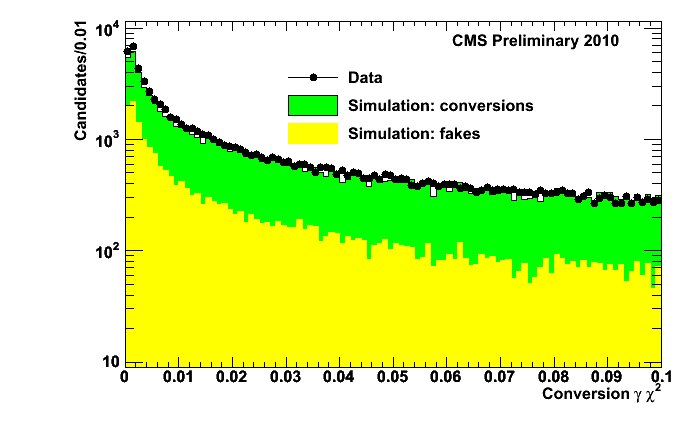 CMS Preliminary 2010
Candidates/0.01
10⁴
10³
10²
10
Data
Simulation: conversions
Simulation: fakes
0 0.01 0.02 0.03 0.04 0.05 0.06 0.07 0.08 0.09 0.1
Conversion γ χ²